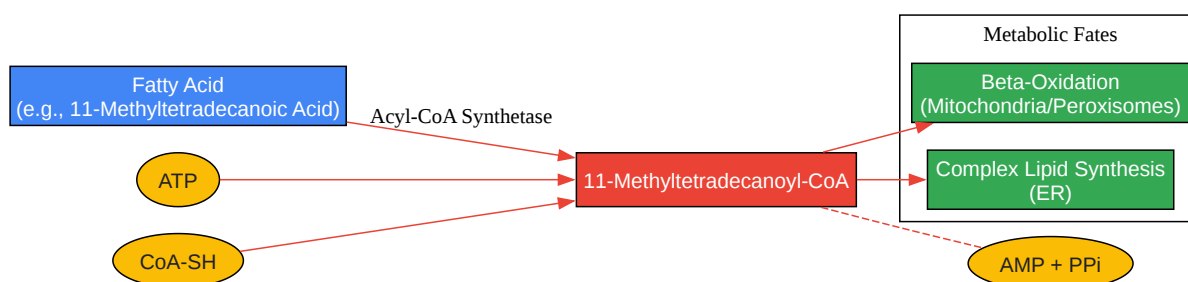 Metabolic Fates
Fatty Acid
(e.g., 11-Methyltetradecanoic Acid)
Acyl-CoA Synthetase
Beta-Oxidation
(Mitochondria/Peroxisomes)
ATP
11-Methyltetradecanoyl-CoA
Complex Lipid Synthesis
(ER)
CoA-SH
AMP + PPi